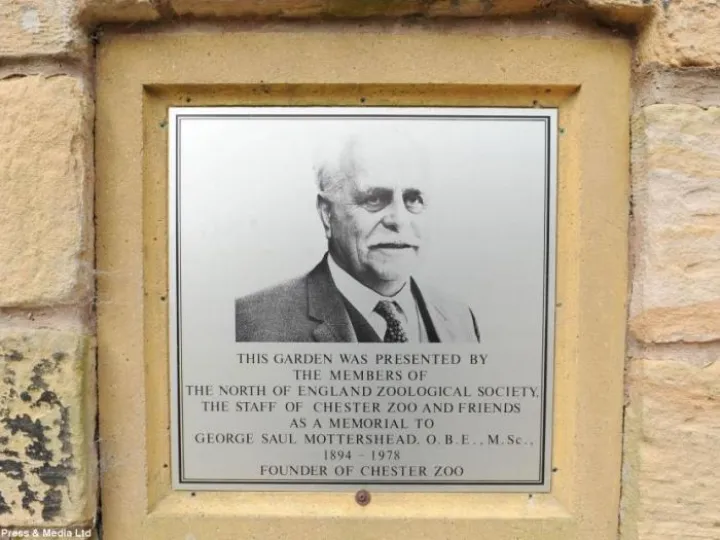 THIS GARDEN WAS PRESENTED BY
THE MEMBERS OF
THE NORTH OF ENGLAND ZOOLOGICAL SOCIETY,
THE STAFF OF CHESTER ZOO AND FRIENDS
AS A MEMORIAL TO
GEORGE SAUL MOTTERSHEAD. O.B.E., M.Sc.,
1894 - 1978
FOUNDER OF CHESTER ZOO
Press & Media Ltd